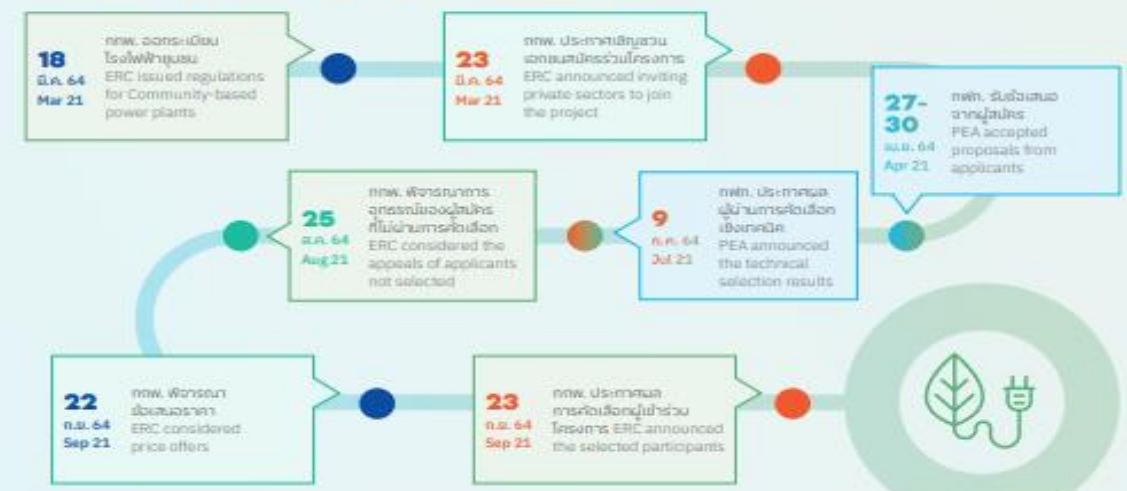 18
มี.ค. 64
Mar 21
กกพ. ออกระเบียบ
โรงไฟฟ้าชุมชน
ERC issued regulations
for Community-based
power plants
23
มี.ค. 64
Mar 21
กกพ. ประกาศเชิญชวน
เอกชนสมัครร่วมโครงการ
ERC announced inviting
private sectors to join
the project
27-
30
เม.ย. 64
Apr 21
กฟภ. รับข้อเสนอ
จากผู้สมัคร
PEA accepted
proposals from
applicants
9
ก.ค. 64
Jul 21
กฟภ. ประกาศผล
ผู้ผ่านการคัดเลือก
เชิงเทคนิค
PEA announced
the technical
selection results
25
ส.ค. 64
Aug 21
กกพ. พิจารณาการ
อุทธรณ์ของผู้สมัคร
ที่ไม่ผ่านการคัดเลือก
ERC considered the
appeals of applicants
not selected
22
ก.ย. 64
Sep 21
กกพ. พิจารณา
ข้อเสนอราคา
ERC considered
price offers
23
ก.ย. 64
Sep 21
กกพ. ประกาศผล
การคัดเลือกผู้เข้าร่วม
โครงการ ERC announced
the selected participants